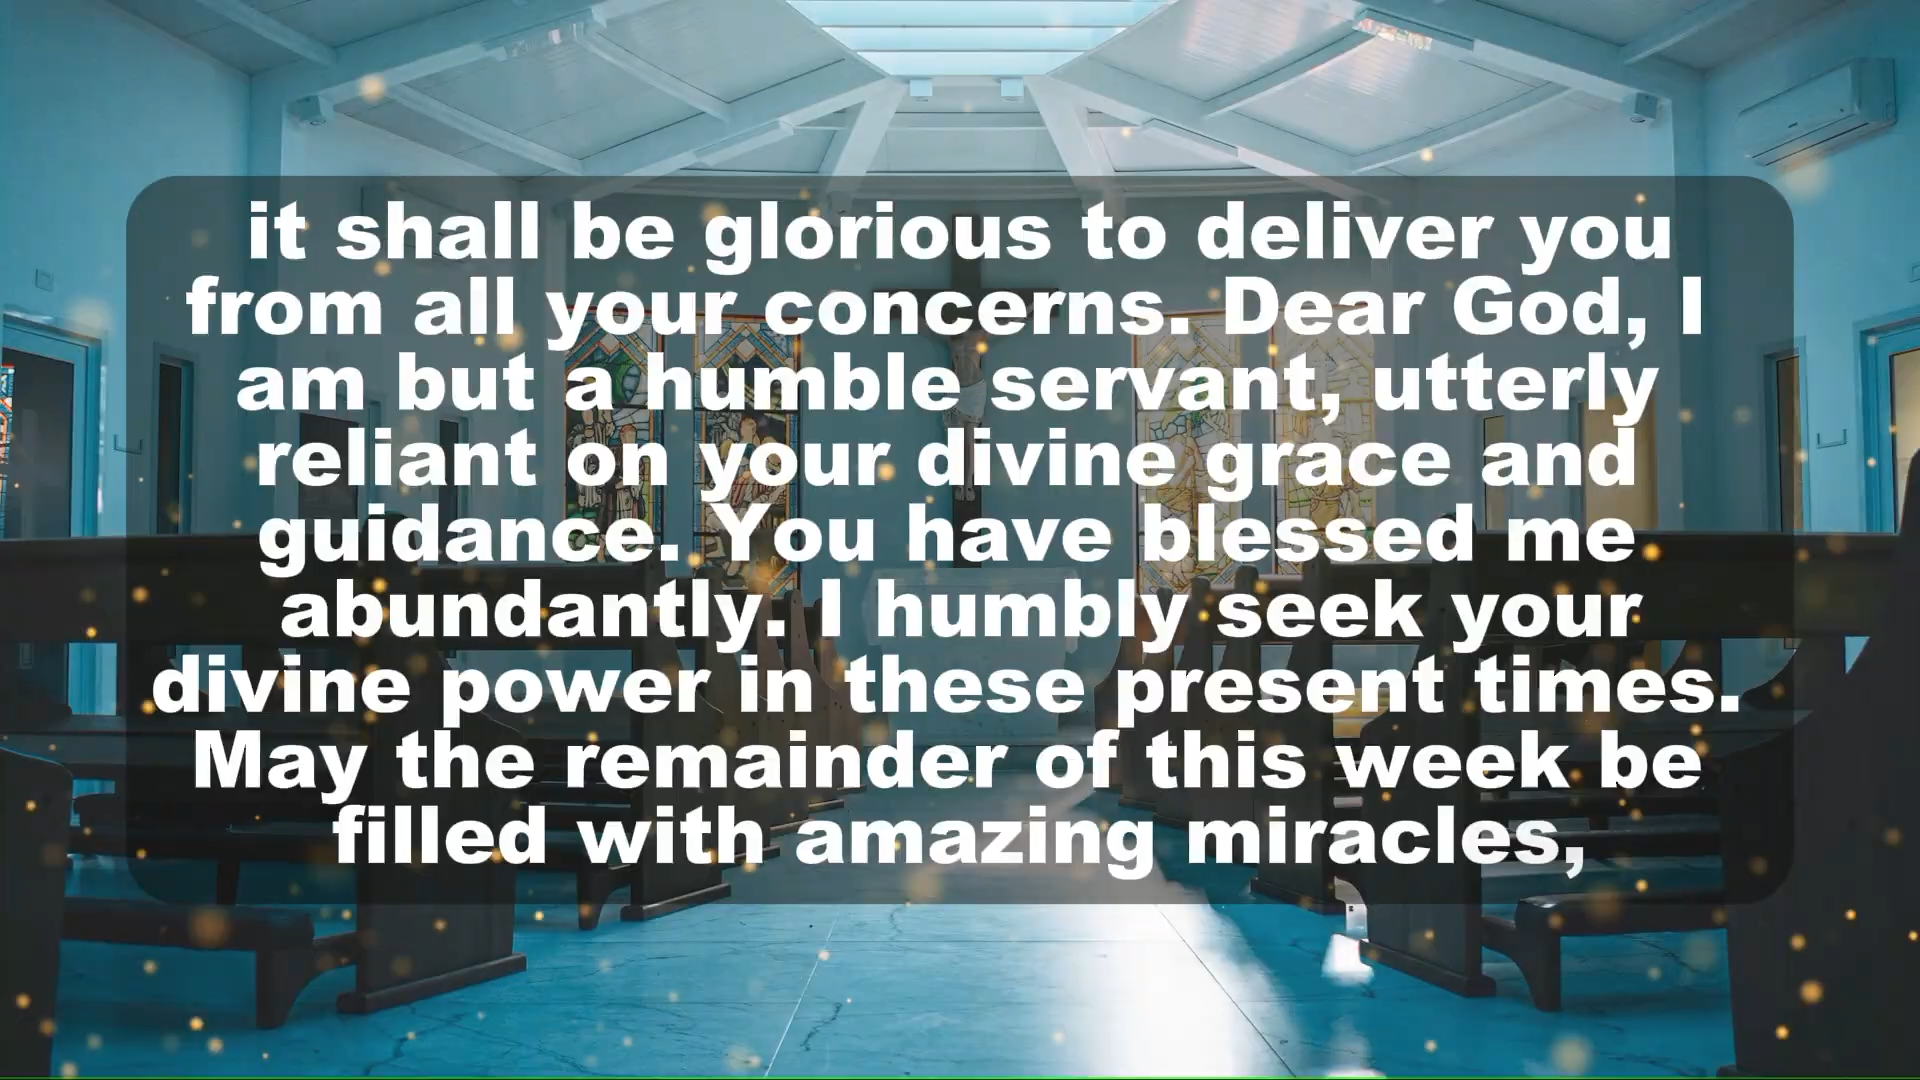 it shall be glorious to deliver you
from all your concerns. Dear God, I
am but a humble servant, utterly
reliant on your divine grace and
guidance. You have blessed me
abundantly. I humbly seek your
divine power in these present times.
May the remainder of this week be
filled with amazing miracles,